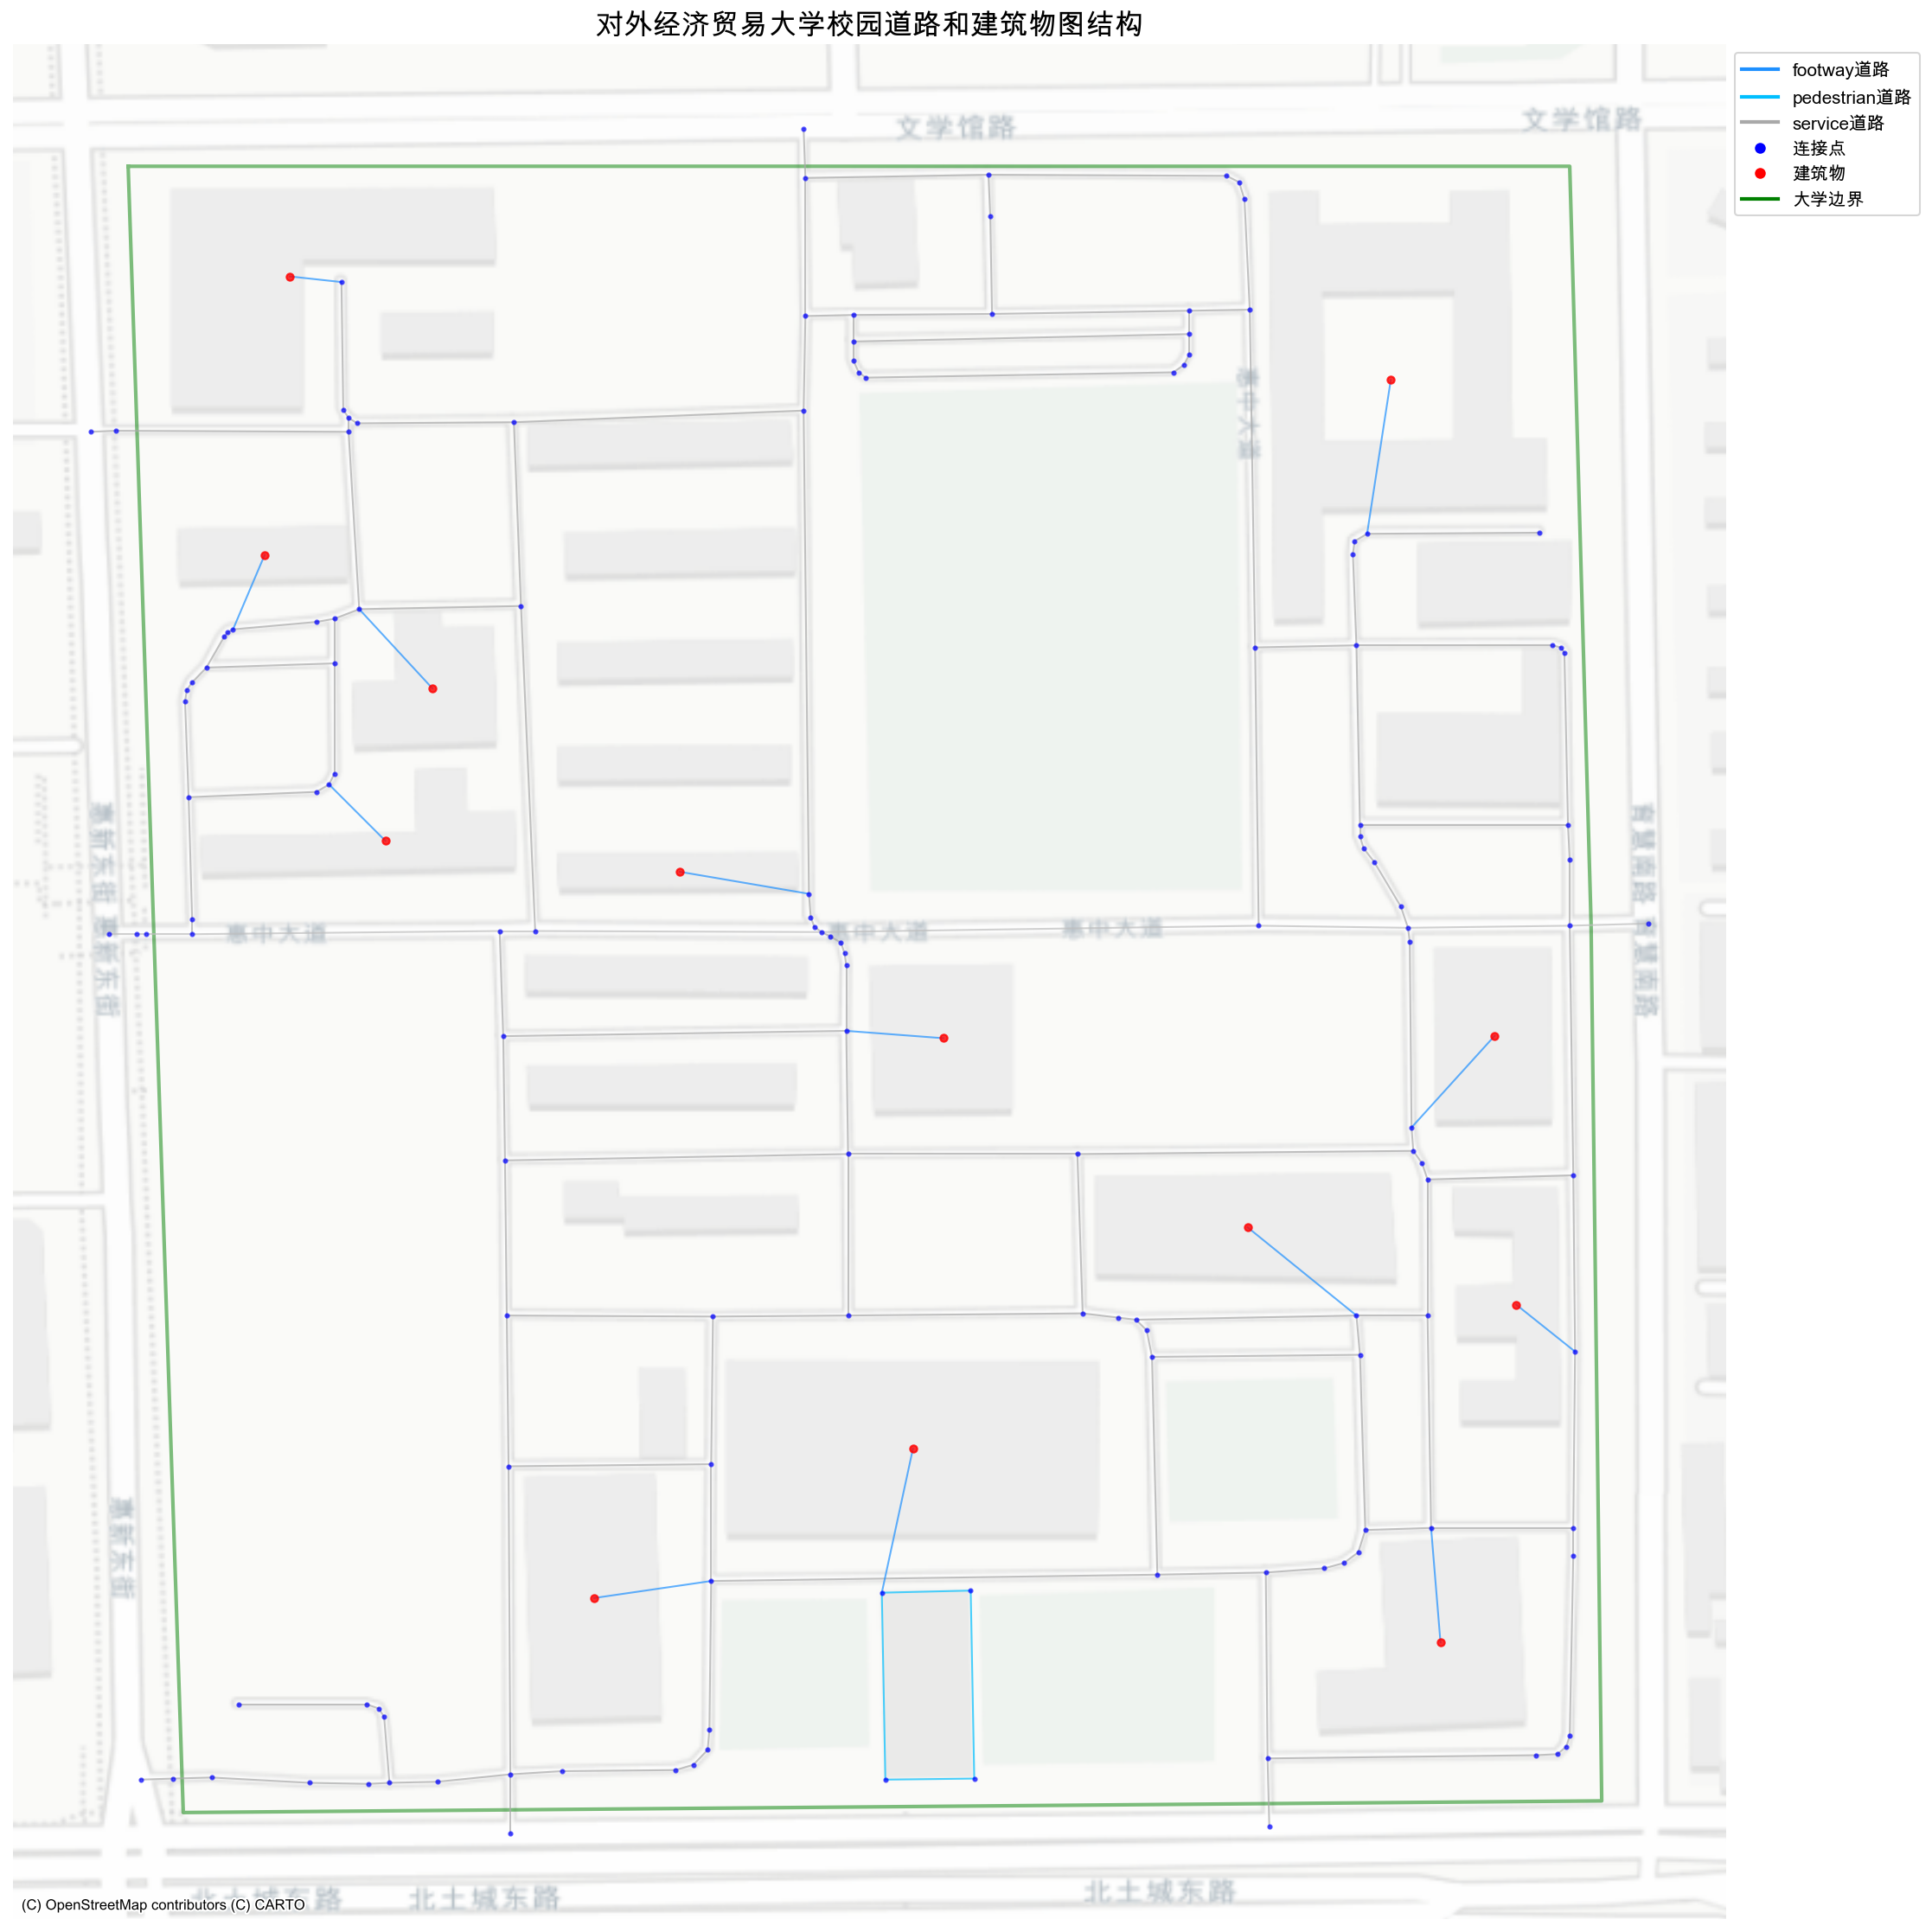 对外经济贸易大学校园道路和建筑物图结构
footway道路
pedestrian道路
service道路
连接点
建筑物
大学边界
文学馆路
文学馆路
惠中大道
惠新东街
惠新东街
惠中大道
惠中大道
惠中大道
育慧南路
育慧南路
惠新东街
北土城东路
北土城东路
北土城东路
(C) OpenStreetMap contributors (C) CARTO